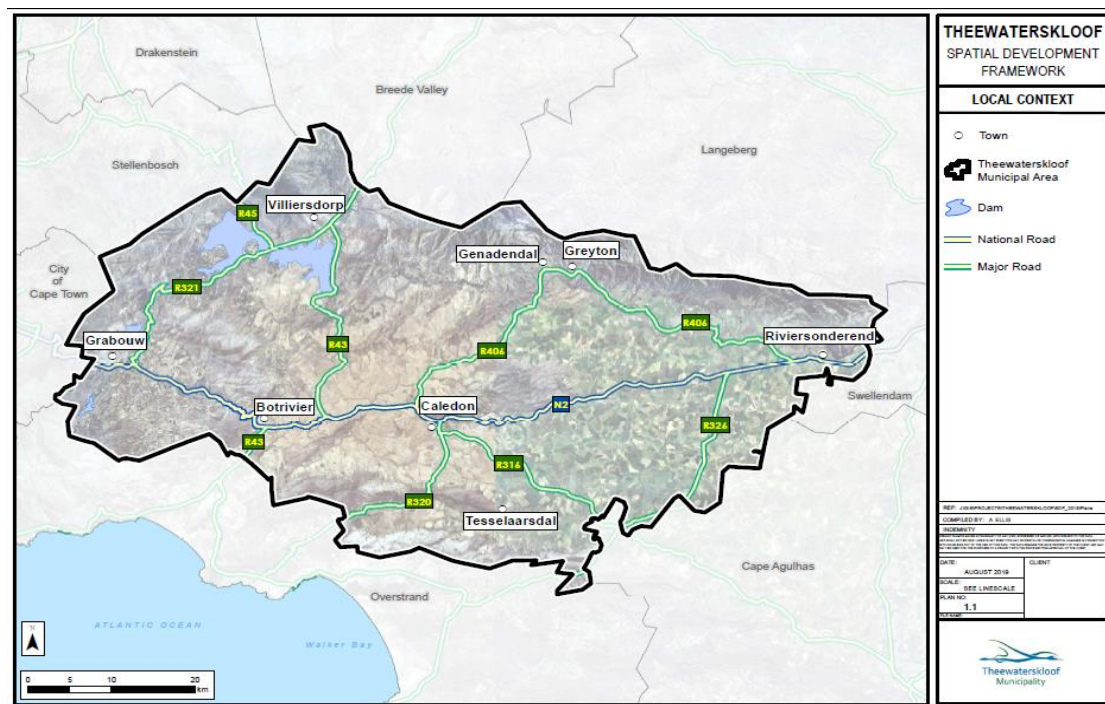 Drakenstein
Breede Valley
Stellenbosch
Langeberg
City
of
Cape Town
Swellendam
Cape Agulhas
Overstrand
ATLANTIC OCEAN
Walker Bay
Villiersdorp
Genadendal
Greyton
Grabouw
Riviersonderend
Botrivier
Caledon
Tesselaarsdal
R45
R321
R43
R406
R406
N2
R326
R43
R316
R320
N
0 5 10 20
km
THEEWATERSKLOOF
SPATIAL DEVELOPMENT
FRAMEWORK
LOCAL CONTEXT
Town
Theewaterskloof
Municipal Area
Dam
National Road
Major Road
REF:
COMPILED BY: A ELLIS
INDEMNITY
DATE:
AUGUST 2019
CLIENT
SCALE:
SEE LINESCALE
PLAN NO:
1.1
Theewaterskloof
Municipality